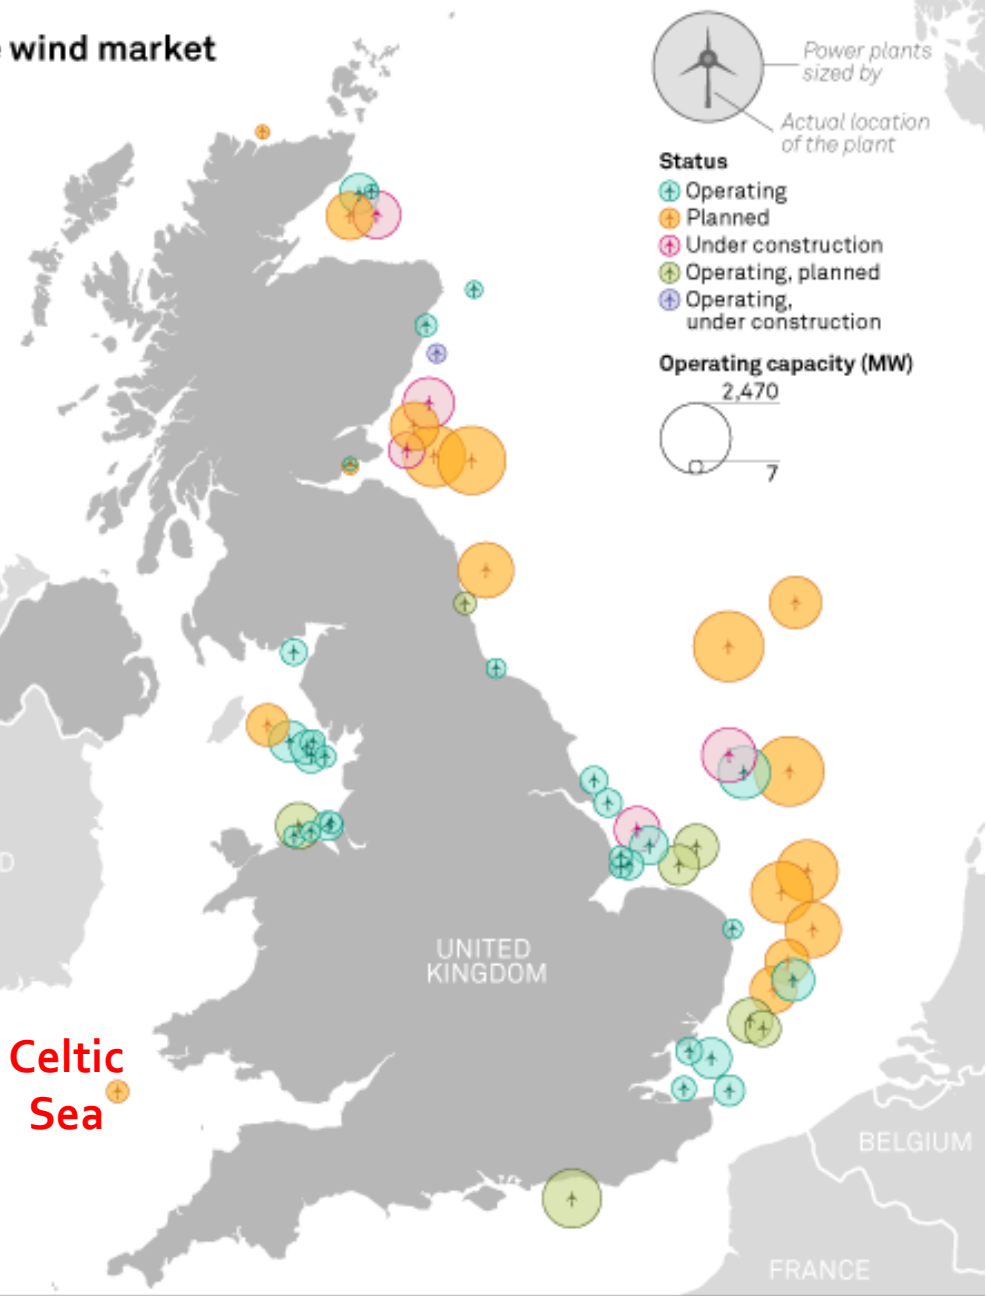 wind market
Power plants
sized by
Actual location
of the plant
Status
Operating
Planned
Under construction
Operating, planned
Operating,
under construction
Operating capacity (MW)
2,470
7
D
UNITED
KINGDOM
Celtic
Sea
BELGIUM
FRANCE